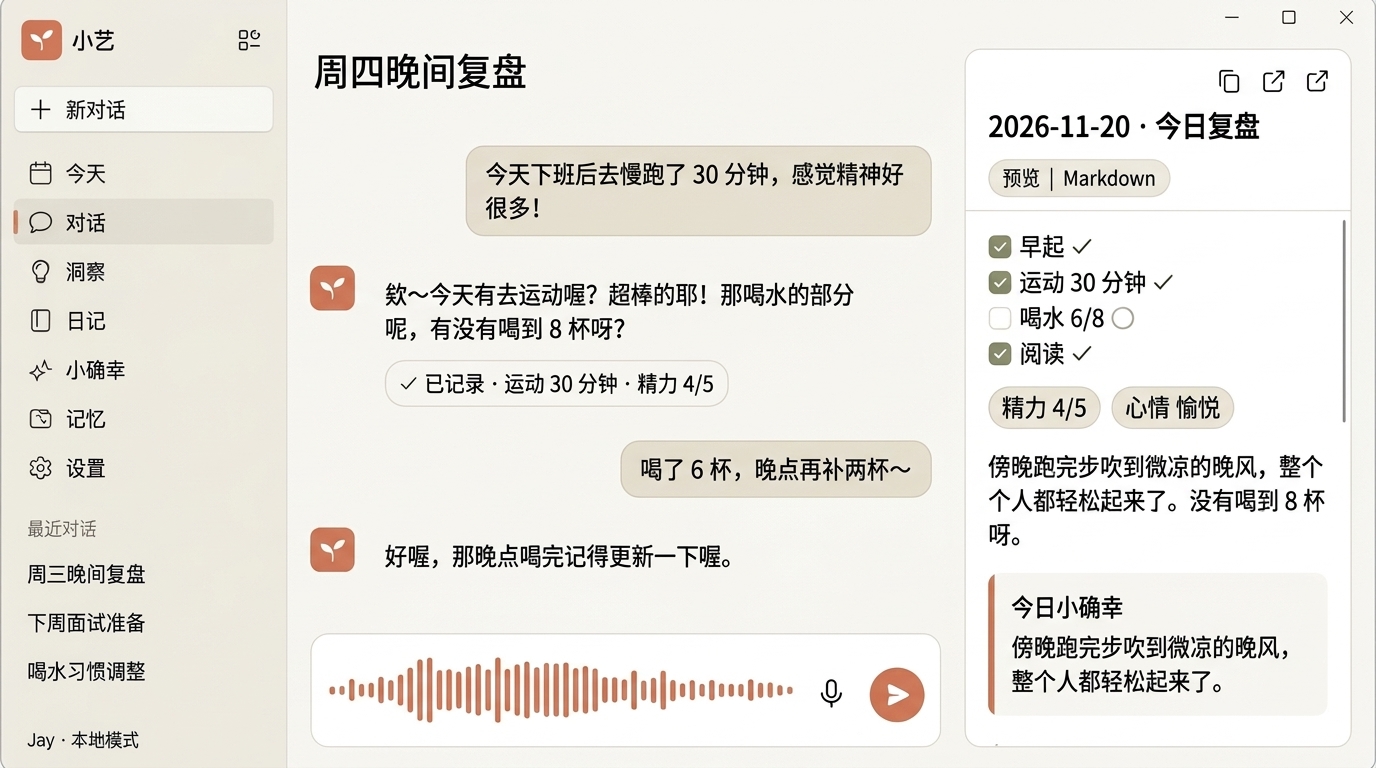 小艺
新对话
今天
对话
洞察
日记
小确幸
记忆
设置
最近对话
周三晚间复盘
下周面试准备
喝水习惯调整
Jay · 本地模式
周四晚间复盘
今天下班后去慢跑了 30 分钟，感觉精神好
很多！
欸～今天有去运动喔？超棒的耶！那喝水的部分
呢，有没有喝到 8 杯呀？
✓ 已记录 · 运动 30 分钟 · 精力 4/5
喝了 6 杯，晚点再补两杯～
好喔，那晚点喝完记得更新一下喔。
2026-11-20 · 今日复盘
预览 | Markdown
早起 ✓
运动 30 分钟 ✓
喝水 6/8
阅读 ✓
精力 4/5
心情 愉悦
傍晚跑完步吹到微凉的晚风，整个
个人都轻松起来了。没有喝到 8 杯
呀。
今日小确幸
傍晚跑完步吹到微凉的晚风，
整个人都轻松起来了。